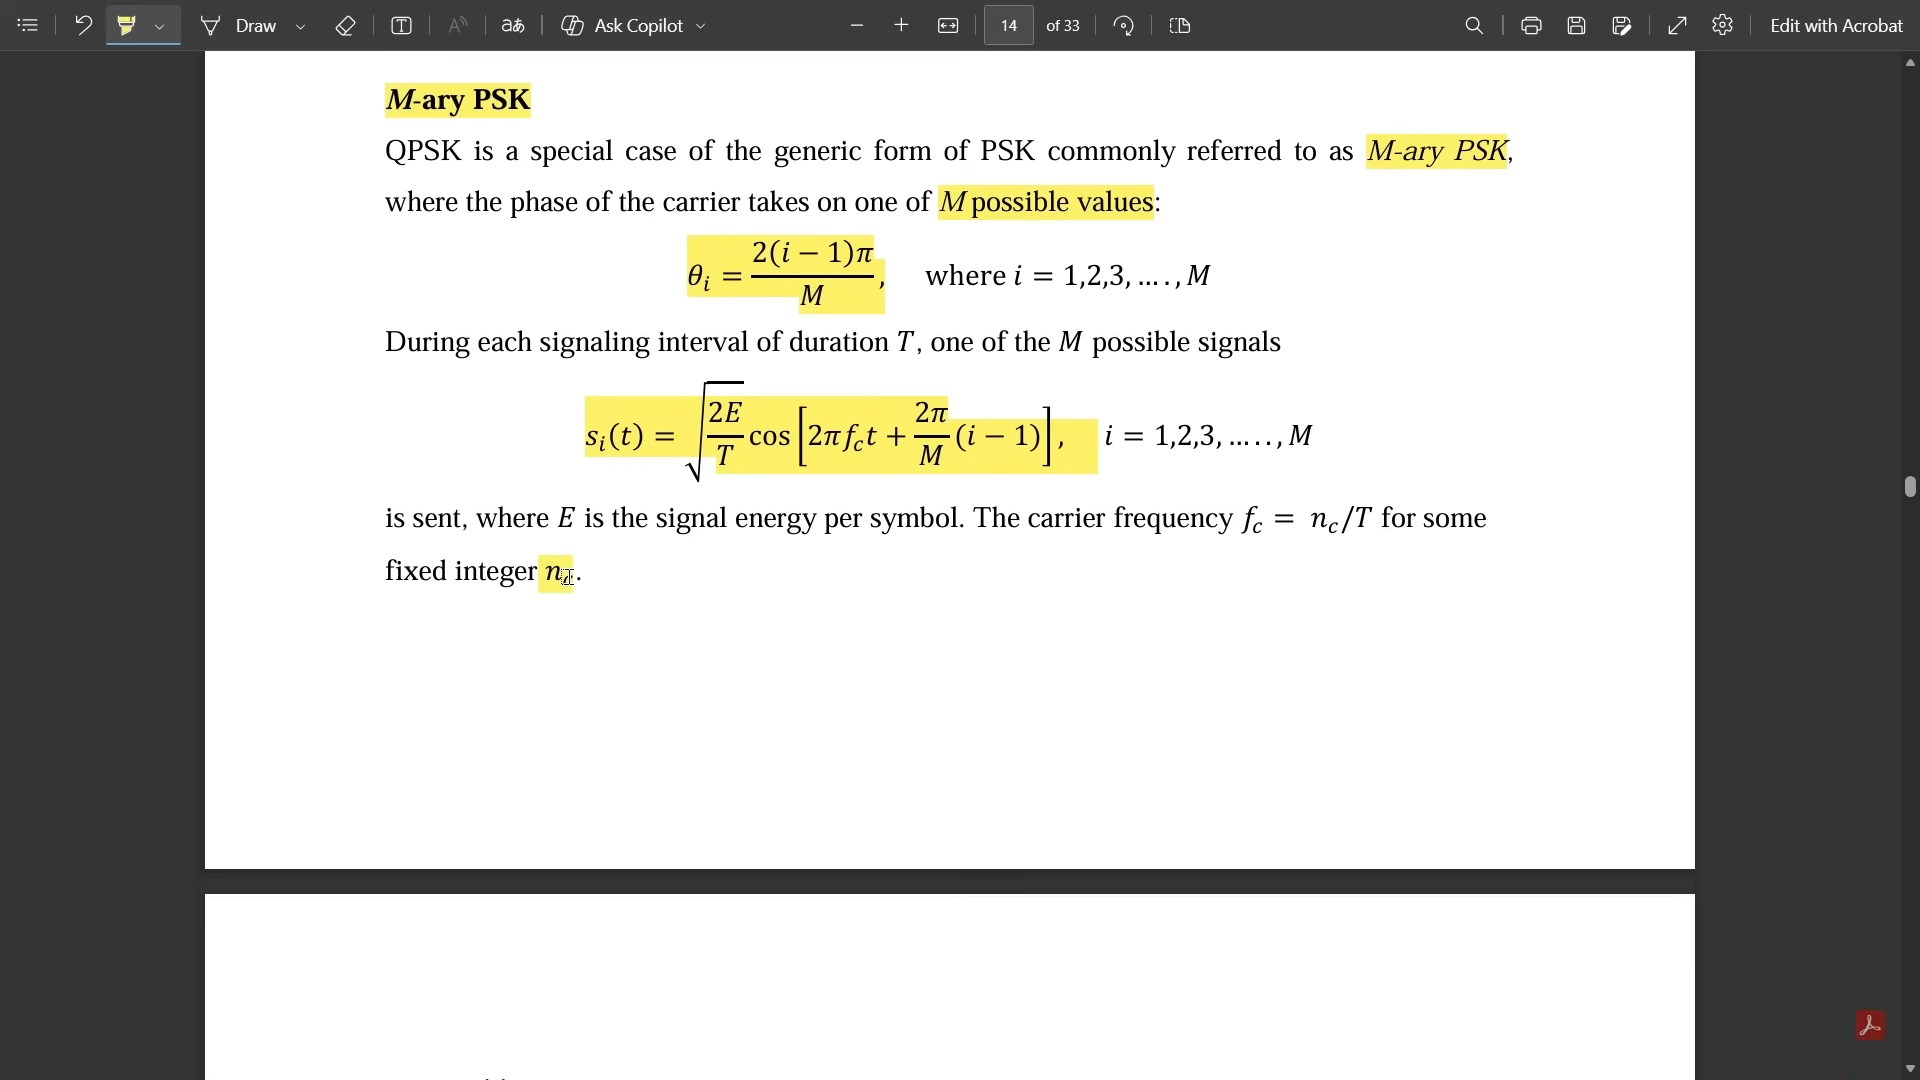 Draw
aあ
Ask Copilot
14 of 33
Edit with Acrobat
M-ary PSK
QPSK is a special case of the generic form of PSK commonly referred to as M-ary PSK,
where the phase of the carrier takes on one of M possible values:
θᵢ = 2(i − 1)π / M, where i = 1,2,3, … . , M
During each signaling interval of duration T, one of the M possible signals
sᵢ(t) = √(2E/T) cos [2πf_c t + 2π/M (i − 1)], i = 1,2,3, … . . , M
is sent, where E is the signal energy per symbol. The carrier frequency f_c = n_c/T for some
fixed integer n_c.